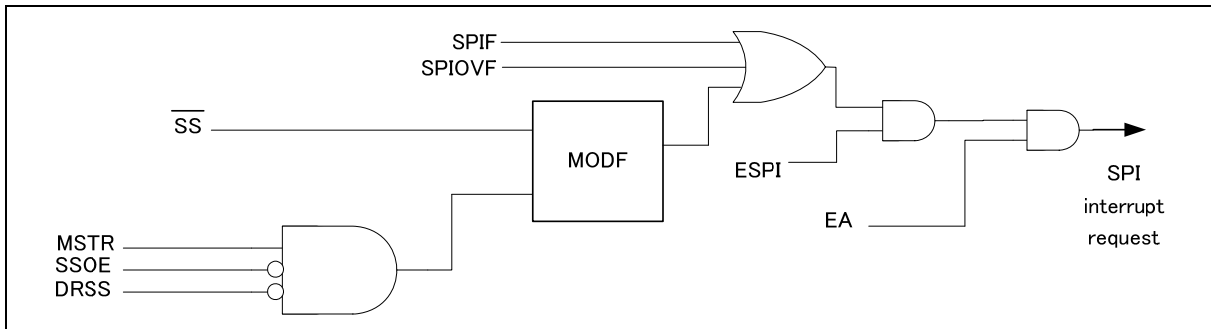 SPIF
SPIOVF
SS
MODF
ESPI
SPI
interrupt
request
EA
MSTR
SSOE
DRSS